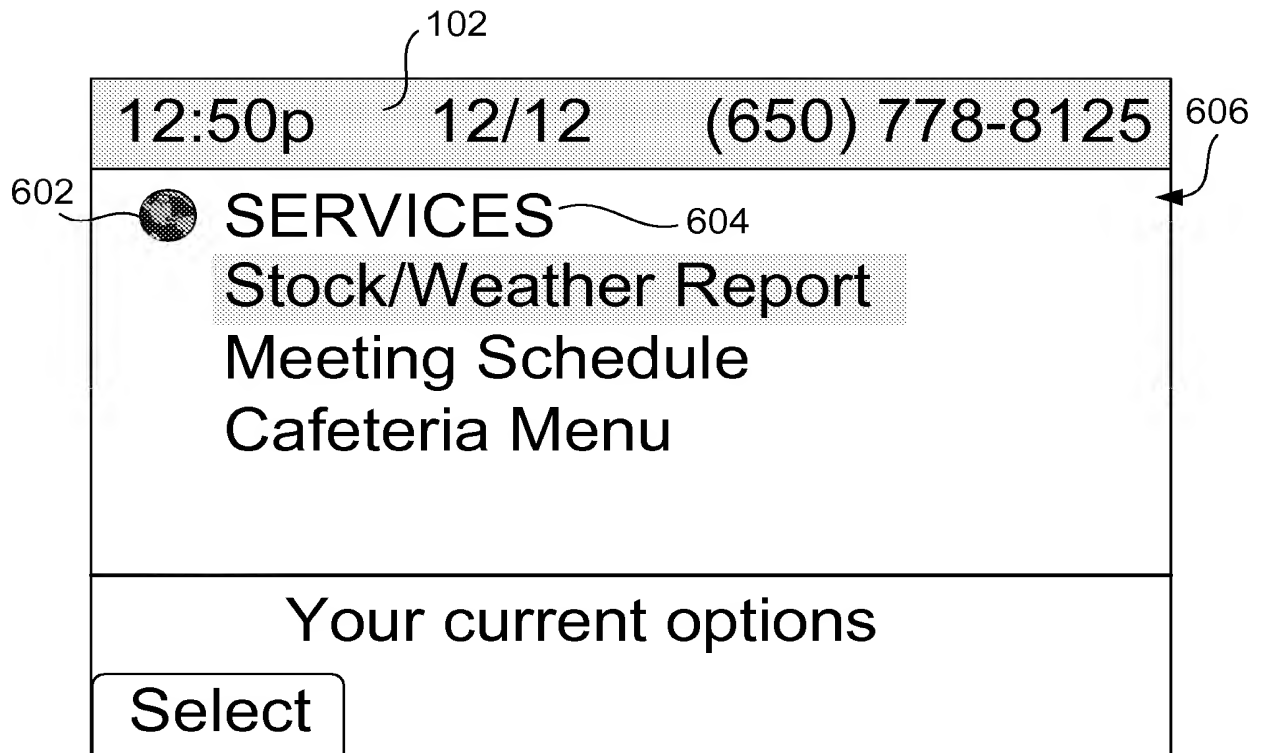 102
12:50p 12/12 (650) 778-8125
606
602
SERVICES 604
Stock/Weather Report
Meeting Schedule
Cafeteria Menu
Your current options
Select